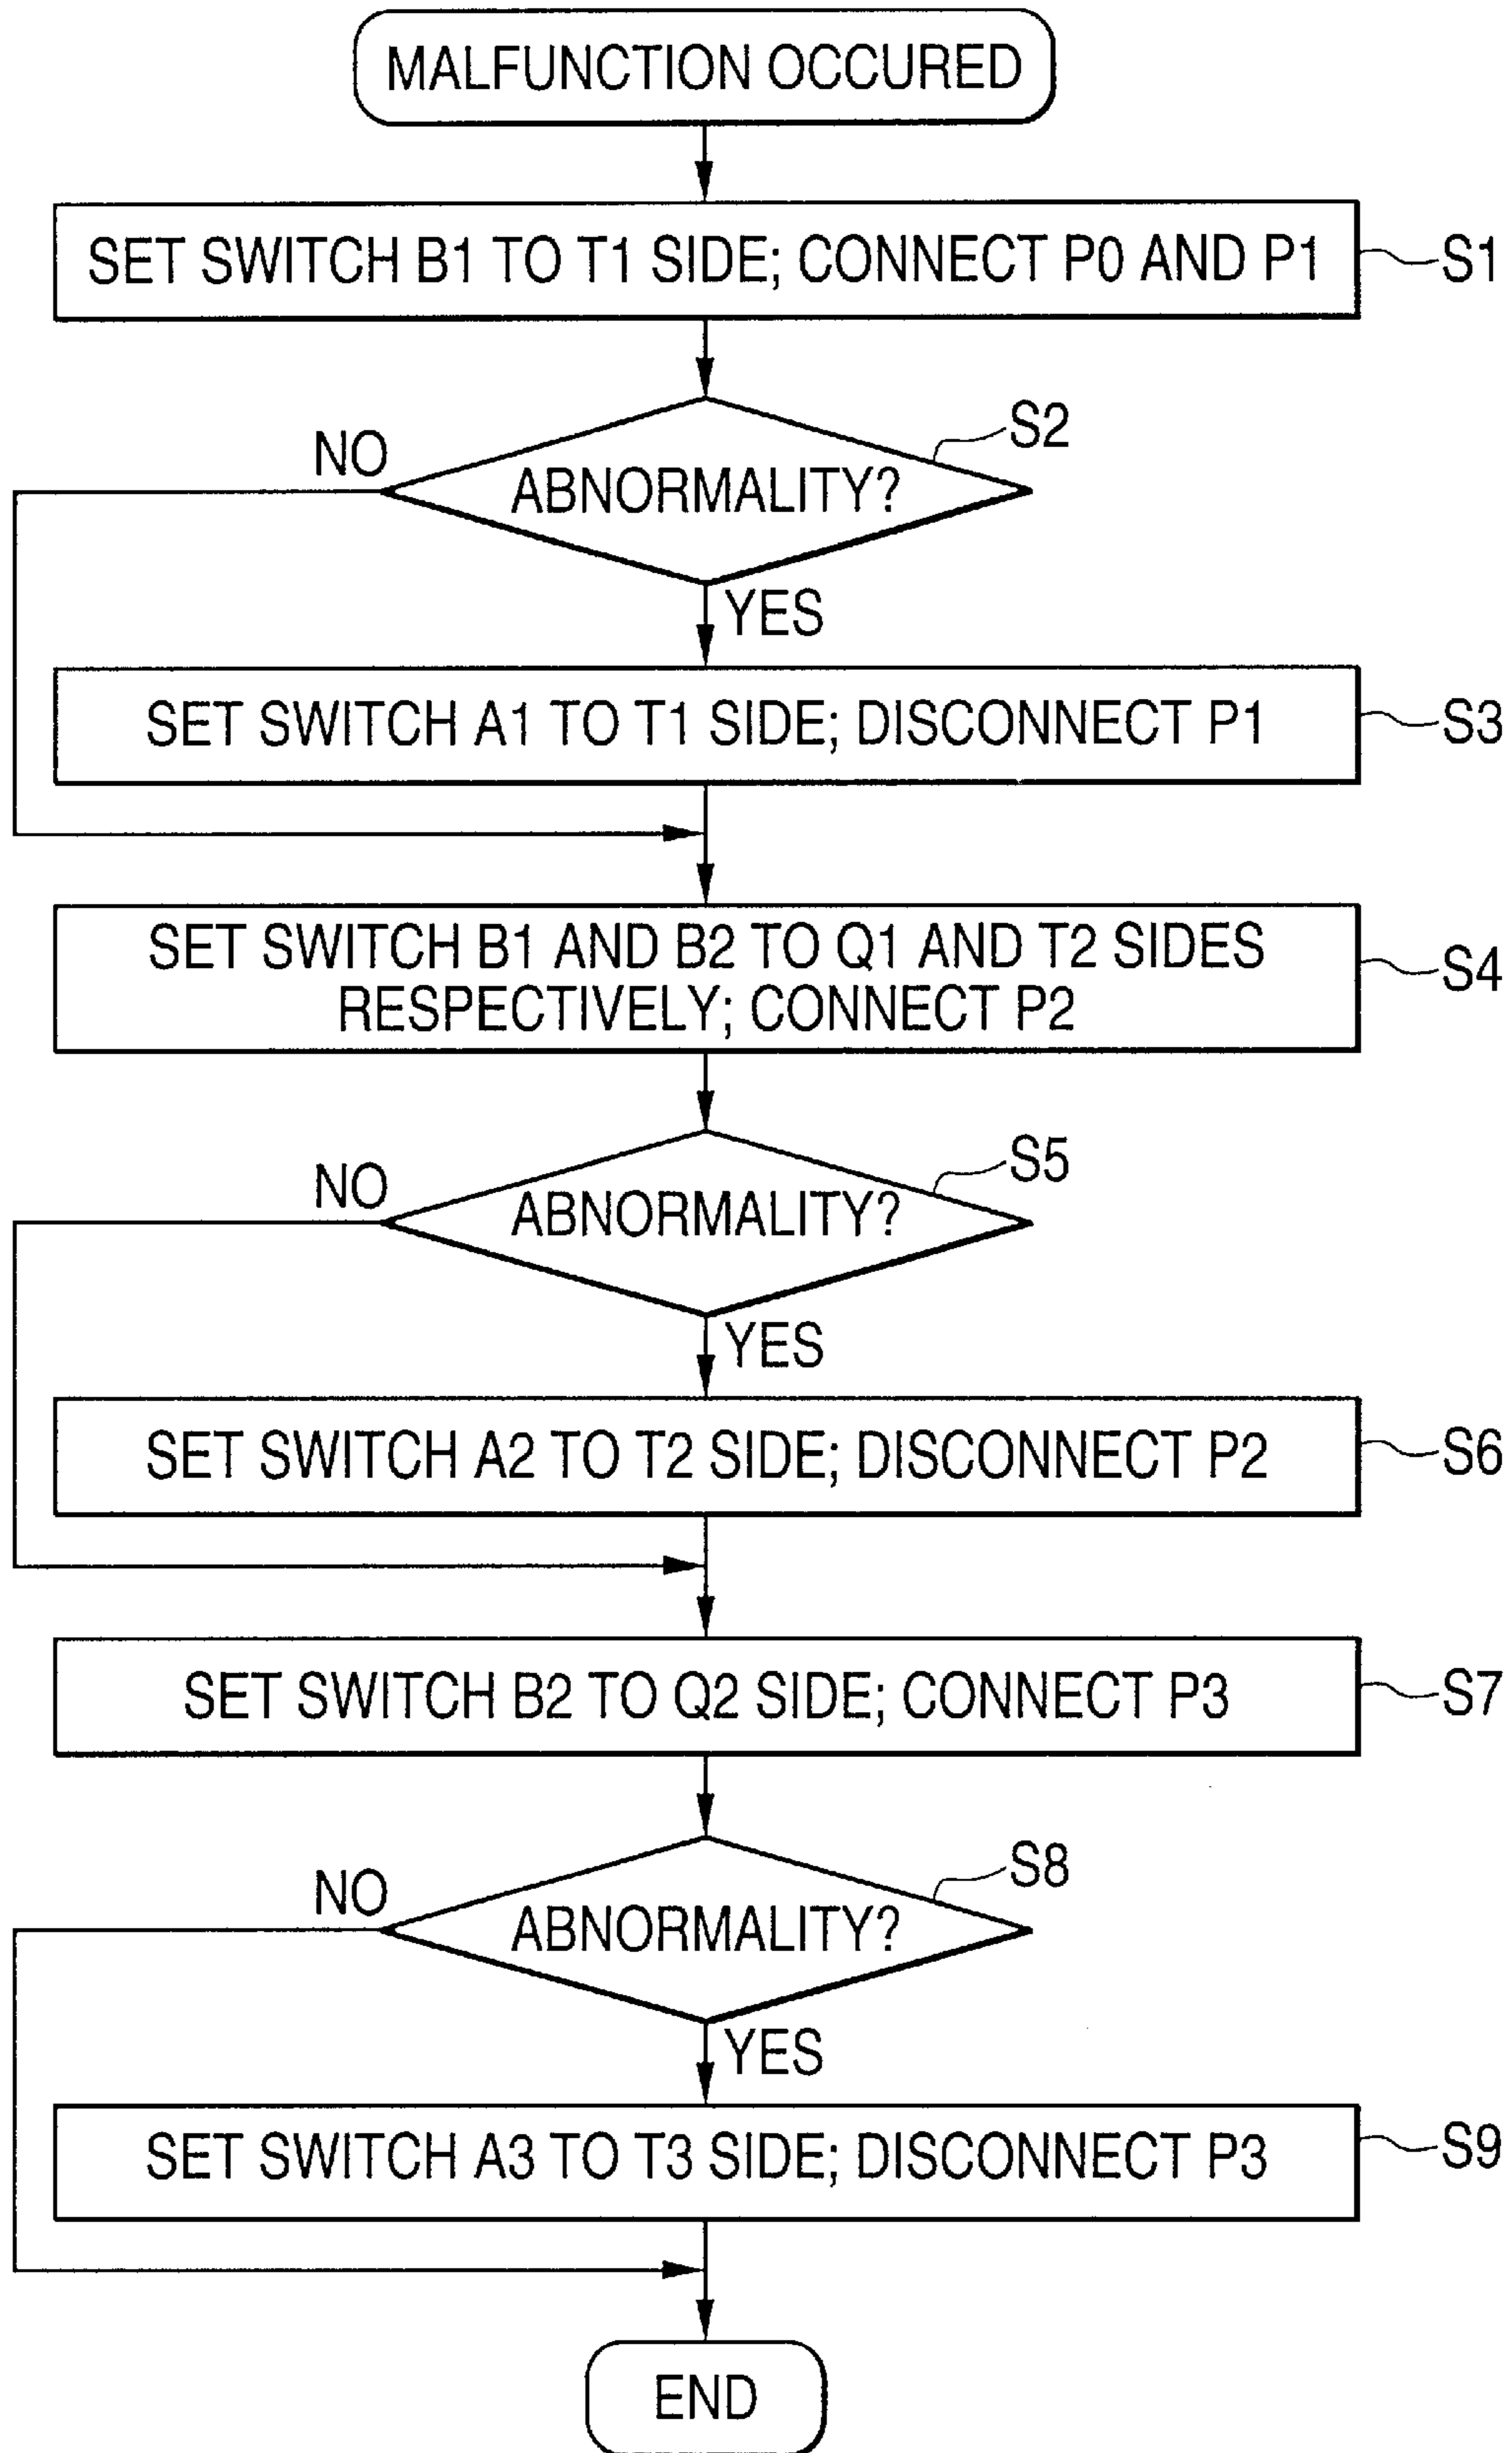 MALFUNCTION OCCURED
SET SWITCH B1 TO T1 SIDE; CONNECT P0 AND P1
S1
S2
NO
ABNORMALITY?
YES
SET SWITCH A1 TO T1 SIDE; DISCONNECT P1
S3
SET SWITCH B1 AND B2 TO Q1 AND T2 SIDES
RESPECTIVELY; CONNECT P2
S4
S5
NO
ABNORMALITY?
YES
SET SWITCH A2 TO T2 SIDE; DISCONNECT P2
S6
SET SWITCH B2 TO Q2 SIDE; CONNECT P3
S7
S8
NO
ABNORMALITY?
YES
SET SWITCH A3 TO T3 SIDE; DISCONNECT P3
S9
END